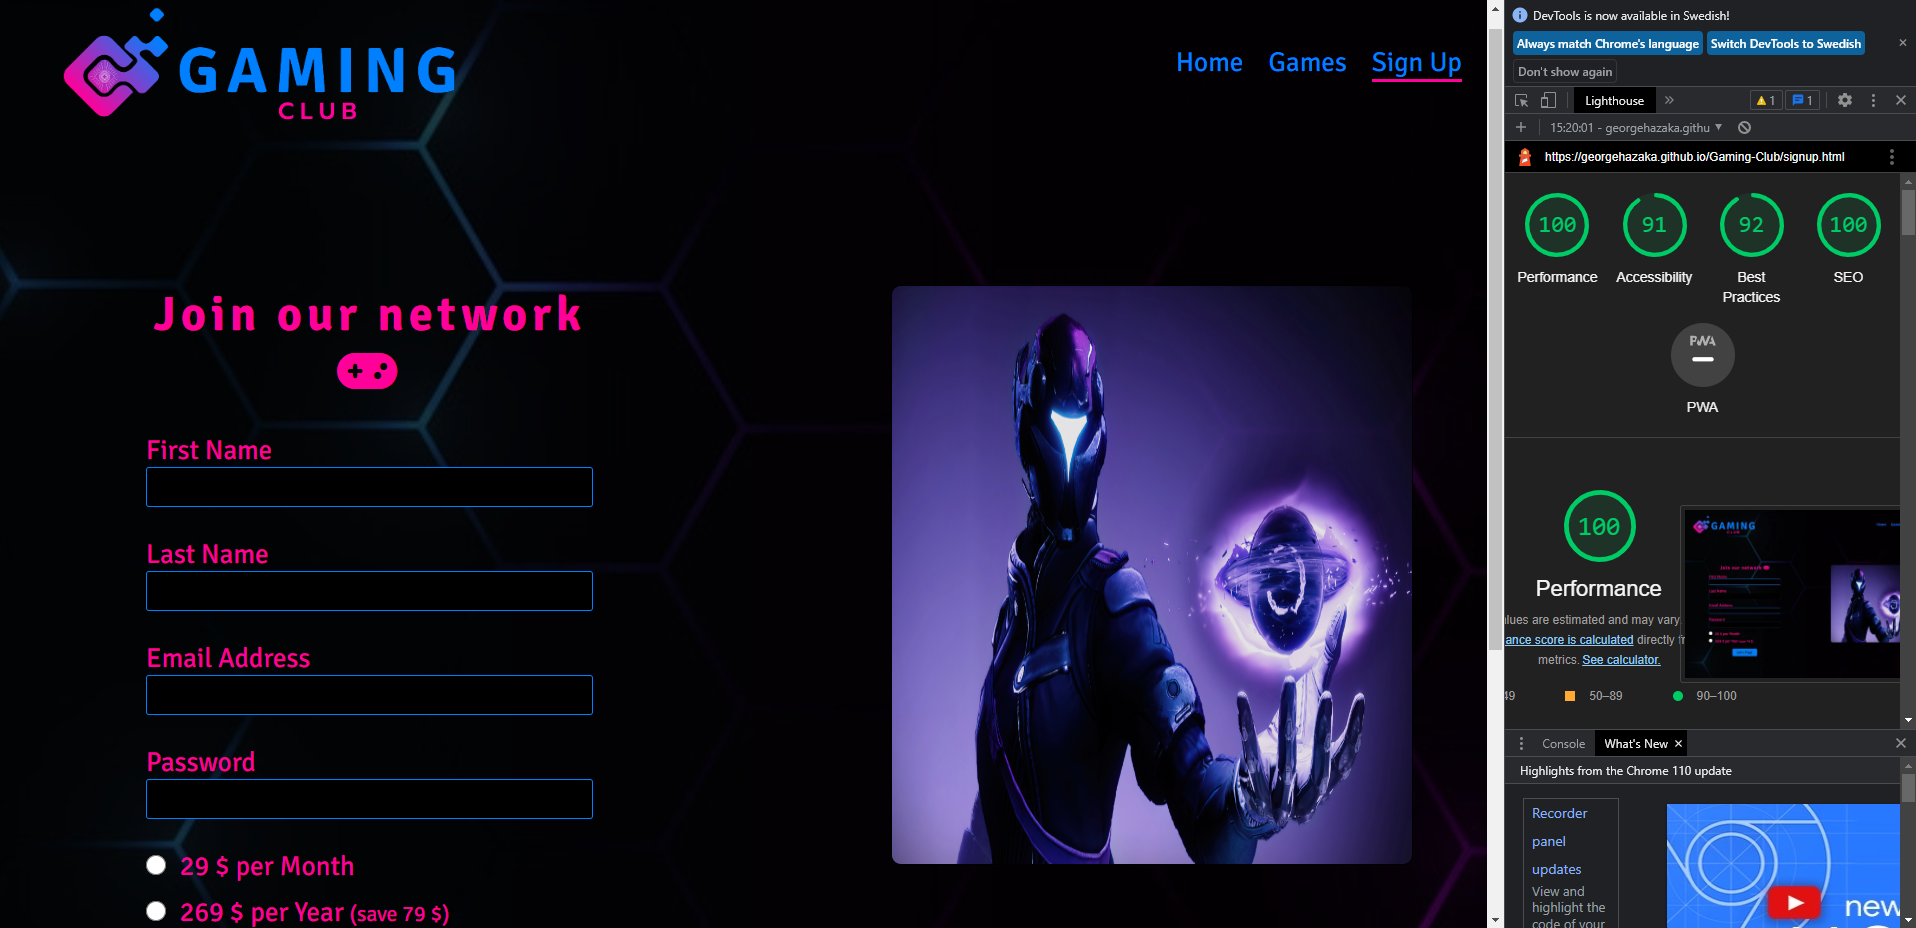 GAMING
CLUB
Home Games Sign Up
Join our network
First Name
Last Name
Email Address
Password
29 $ per Month
269 $ per Year (save 79 $)
DevTools is now available in Swedish!
Always match Chrome's language
Switch DevTools to Swedish
Don't show again
Lighthouse
1
1
15:20:01 - georgehazaka.githu
https://georgehazaka.github.io/Gaming-Club/signup.html
100
Performance
91
Accessibility
92
Best
Practices
100
SEO
PWA
PWA
100
Performance
lues are estimated and may vary.
ance score is calculated directly fr
metrics. See calculator.
49
50–89
90–100
GAMING
Console
What's New
Highlights from the Chrome 110 update
Recorder
panel
updates
View and
highlight the
code of your
new